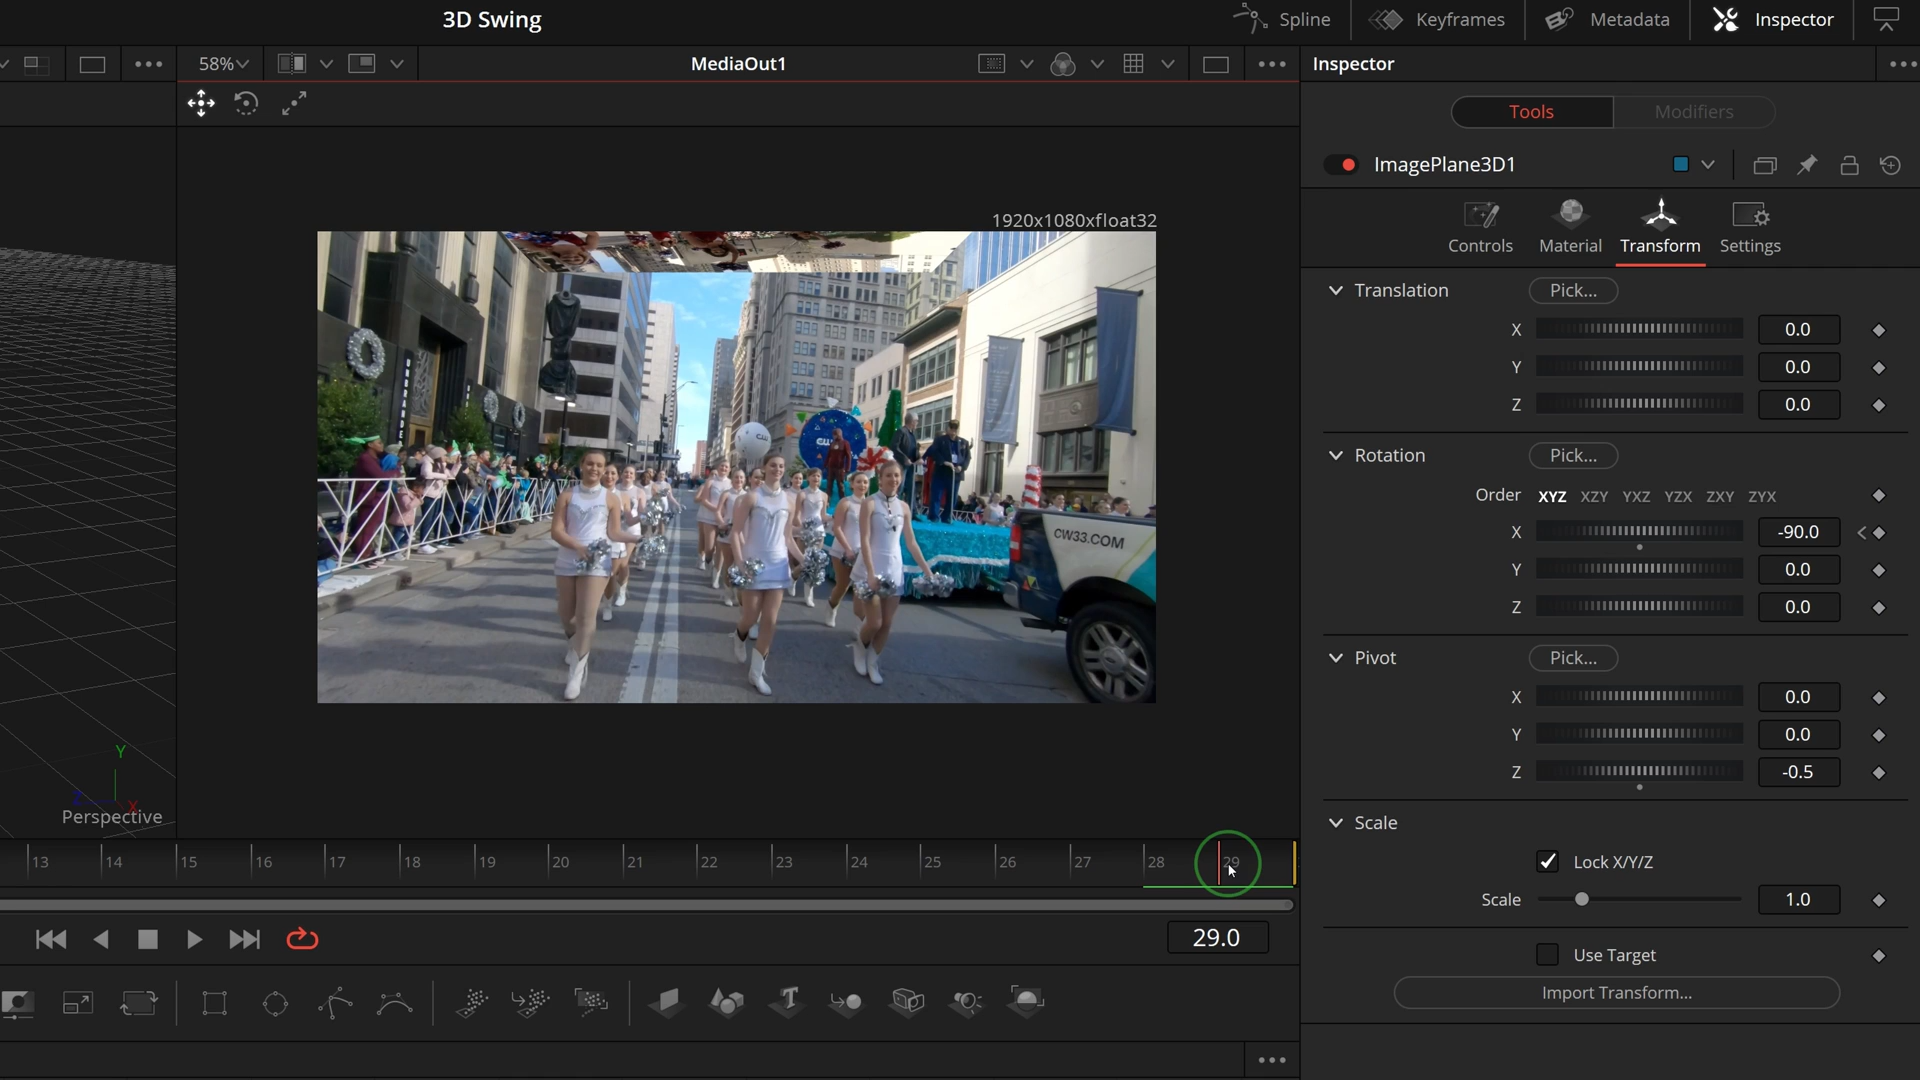 3D Swing
Spline
Keyframes
Metadata
Inspector
58%
MediaOut1
Inspector
Tools
Modifiers
ImagePlane3D1
1920x1080xfloat32
Controls
Material
Transform
Settings
Translation
Pick...
X
0.0
Y
0.0
Z
0.0
Rotation
Pick...
Order
XYZ XZY YXZ YZX ZXY ZYX
X
-90.0
Y
0.0
Z
0.0
UNBRANDED
CW
CW33.COM
Pivot
Pick...
X
0.0
Y
0.0
Z
-0.5
Y
Z
X
Perspective
Scale
Lock X/Y/Z
Scale
1.0
13 14 15 16 17 18 19 20 21 22 23 24 25 26 27 28 29
29.0
Use Target
Import Transform...